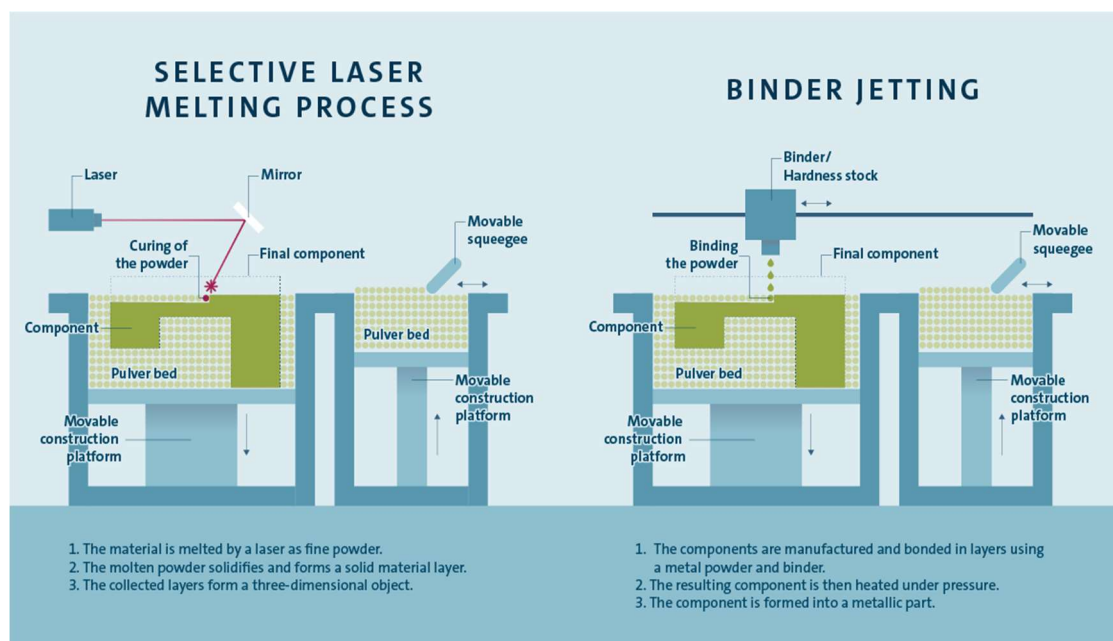 SELECTIVE LASER
MELTING PROCESS
Laser
Mirror
Curing of
the powder
Final component
Movable
squeegee
Component
Pulver bed
Pulver bed
Movable
construction
platform
Movable
construction
platform
1. The material is melted by a laser as fine powder.
2. The molten powder solidifies and forms a solid material layer.
3. The collected layers form a three-dimensional object.
BINDER JETTING
Binder/
Hardness stock
Binding
the powder
Final component
Movable
squeegee
Component
Pulver bed
Movable
construction
platform
Movable
construction
platform
1. The components are manufactured and bonded in layers using
a metal powder and binder.
2. The resulting component is then heated under pressure.
3. The component is formed into a metallic part.